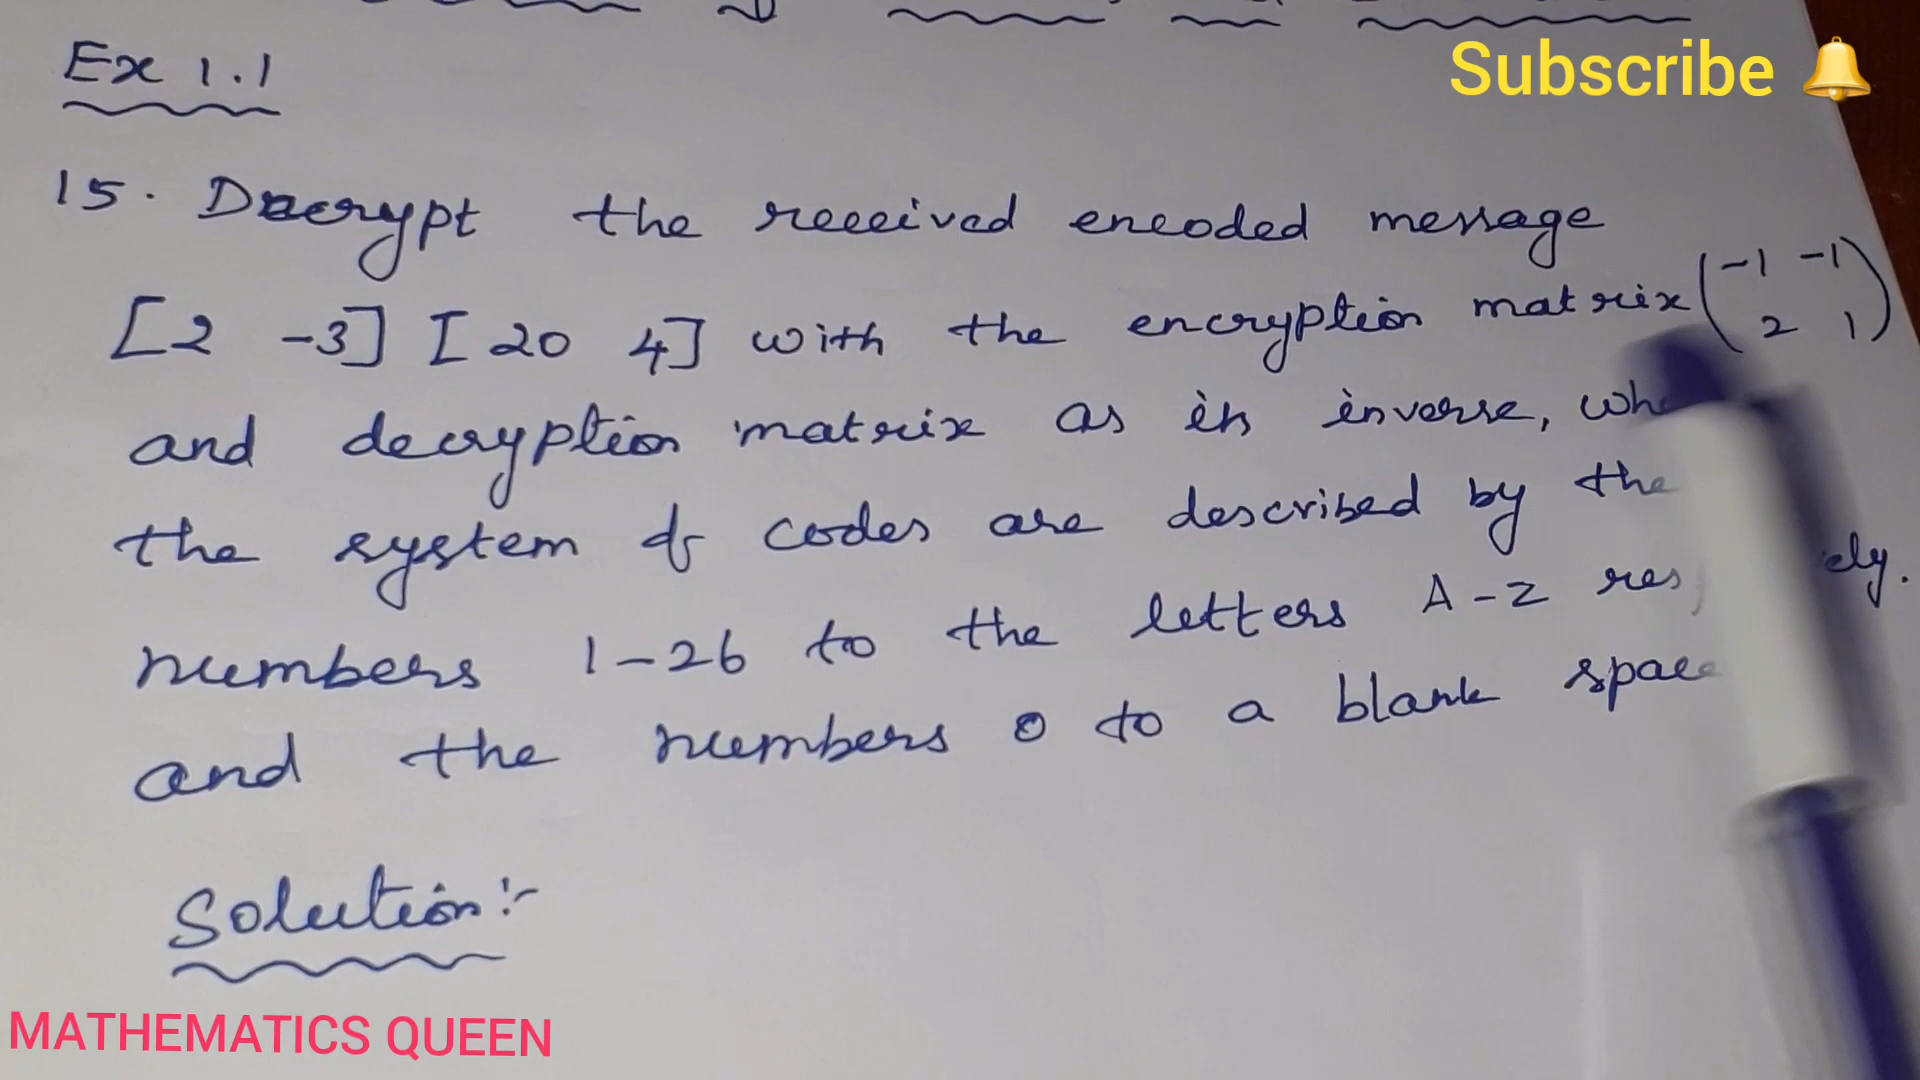 Subscribe
Ex 1.1
15. Decrypt the received encoded message
[2 -3] [20 4] with the encryption matrix (-1 -1
2 1)
and decryption matrix as its inverse,
the system of codes are described by the
numbers 1-26 to the letters A-Z
and the numbers 0 to a blank space
Solution:-
MATHEMATICS QUEEN